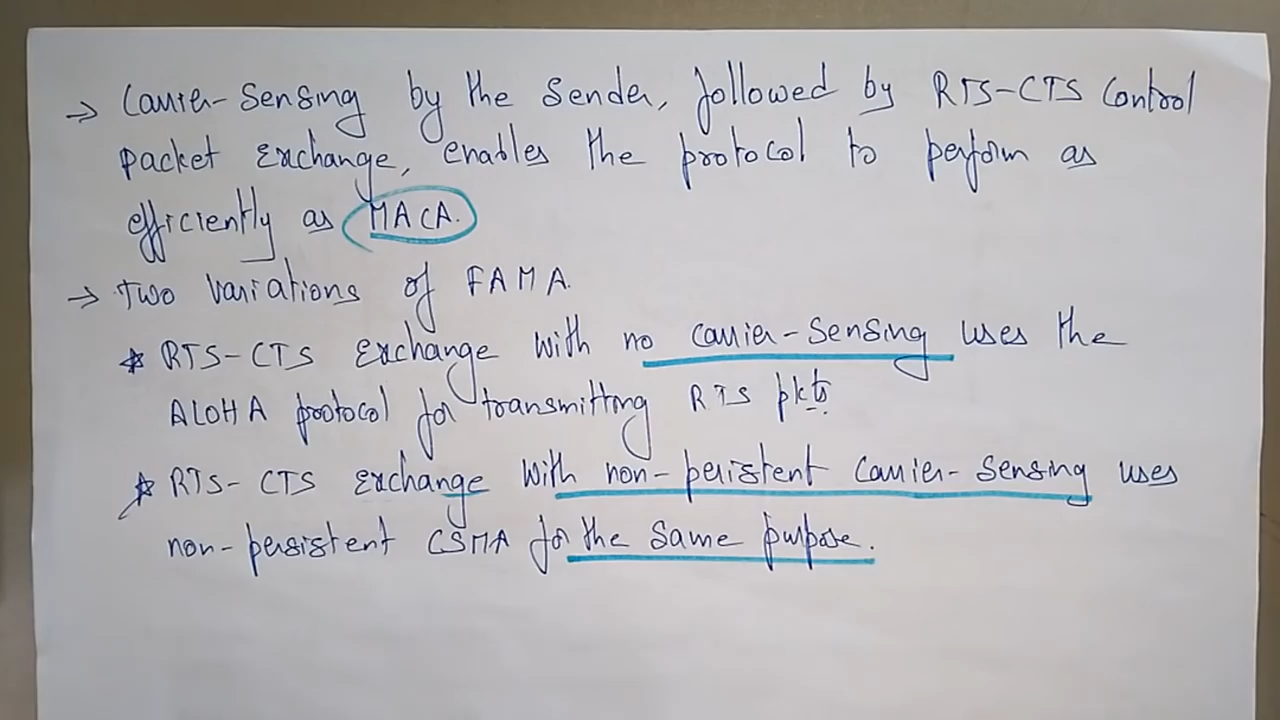 → Carrier-Sensing by the Sender, followed by RTS-CTS Control
packet Exchange, enables the protocol to perform as
efficiently as MACA.
→ Two variations of FAMA.
* RTS-CTS Exchange with no carrier-sensing uses the
ALOHA protocol for transmitting RTS pkts.
* RTS-CTS exchange with non-peristent carrier-sensing uses
non-persistent CSMA for the same purpose.